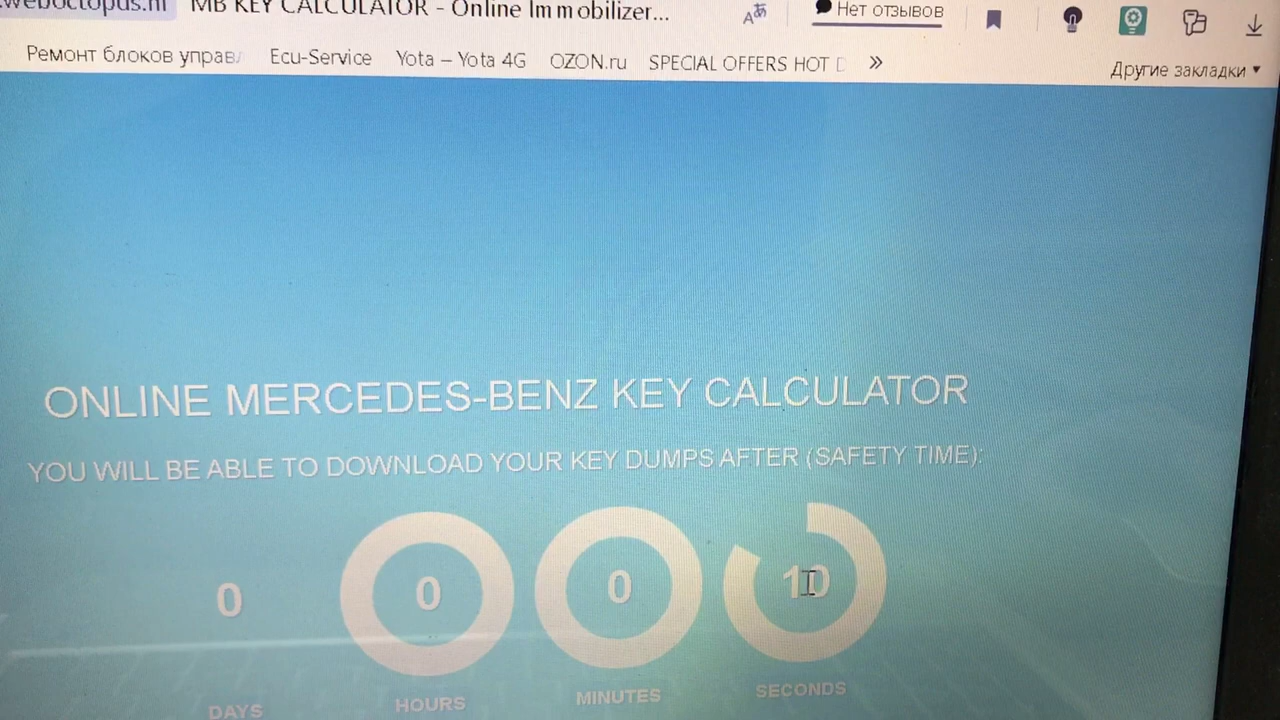 MB KEY CALCULATOR - Online Immobilizer...
Нет отзывов
Ремонт блоков управ
Ecu-Service
Yota – Yota 4G
OZON.ru
SPECIAL OFFERS HOT
»
Другие закладки
ONLINE MERCEDES-BENZ KEY CALCULATOR
YOU WILL BE ABLE TO DOWNLOAD YOUR KEY DUMPS AFTER (SAFETY TIME):
0
0
0
10
DAYS
HOURS
MINUTES
SECONDS